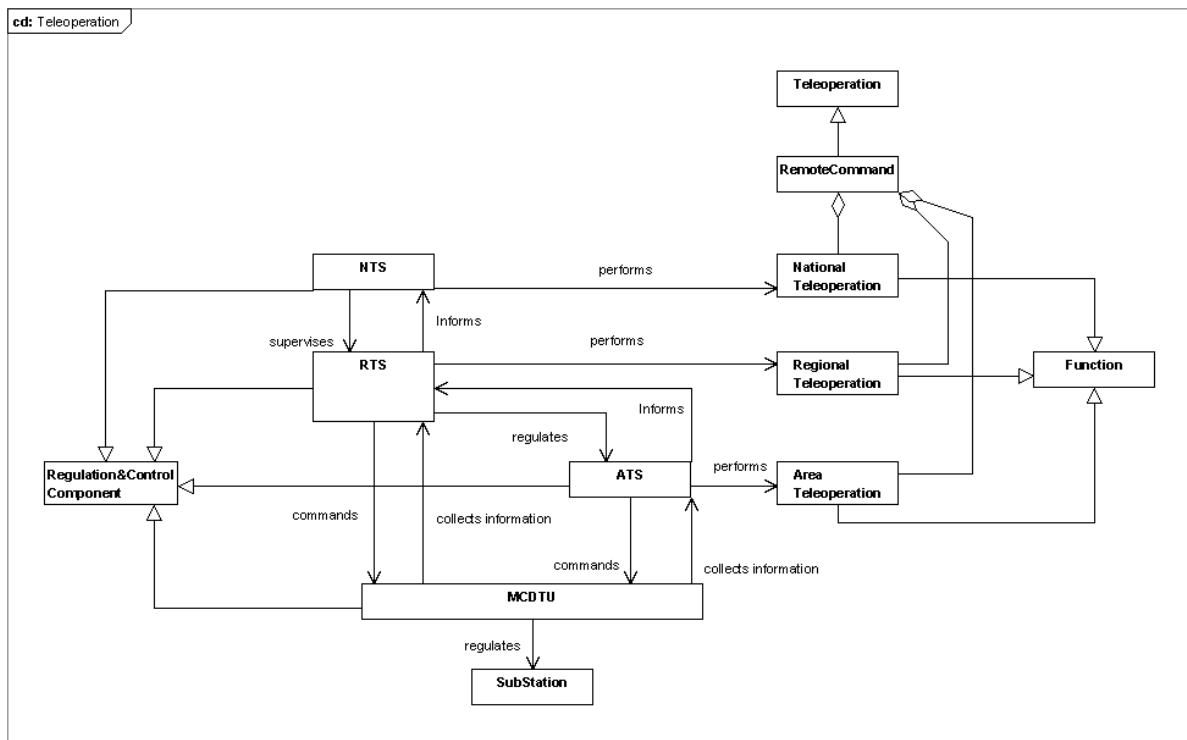 cd: Teleoperation
Teleoperation
RemoteCommand
NTS
performs
National
Teleoperation
Informs
supervises
RTS
performs
Regional
Teleoperation
Function
Informs
regulates
Regulation&Control
Component
ATS
performs
Area
Teleoperation
commands
collects information
commands
collects information
MCDTU
regulates
SubStation